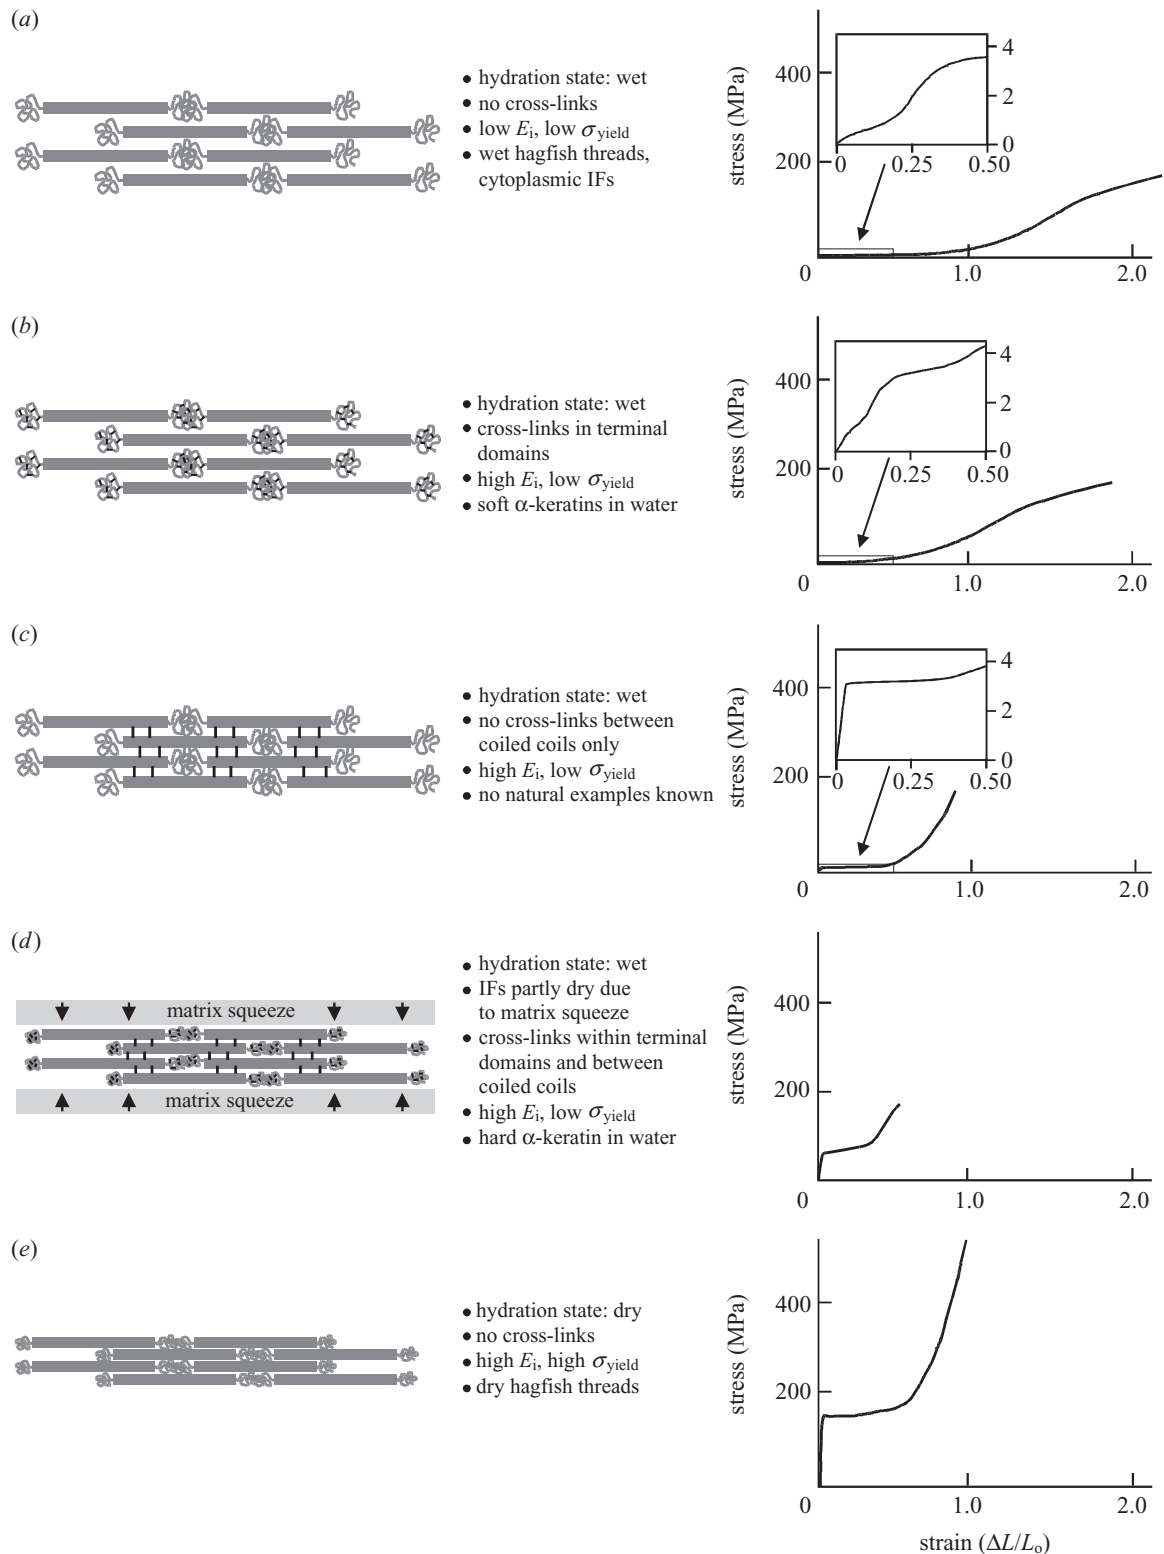 (a)
• hydration state: wet
• no cross-links
• low Ei, low σyield
• wet hagfish threads,
cytoplasmic IFs
stress (MPa)
400
200
0
1.0
2.0
4
2
0
0
0.25
0.50
(b)
• hydration state: wet
• cross-links in terminal
domains
• high Ei, low σyield
• soft α-keratins in water
stress (MPa)
400
200
0
1.0
2.0
4
2
0
0
0.25
0.50
(c)
• hydration state: wet
• no cross-links between
coiled coils only
• high Ei, low σyield
• no natural examples known
stress (MPa)
400
200
0
1.0
2.0
4
2
0
0
0.25
0.50
(d)
matrix squeeze
matrix squeeze
• hydration state: wet
• IFs partly dry due
to matrix squeeze
• cross-links within terminal
domains and between
coiled coils
• high Ei, low σyield
• hard α-keratin in water
stress (MPa)
400
200
0
1.0
2.0
(e)
• hydration state: dry
• no cross-links
• high Ei, high σyield
• dry hagfish threads
stress (MPa)
400
200
0
1.0
2.0
strain (ΔL/Lo)